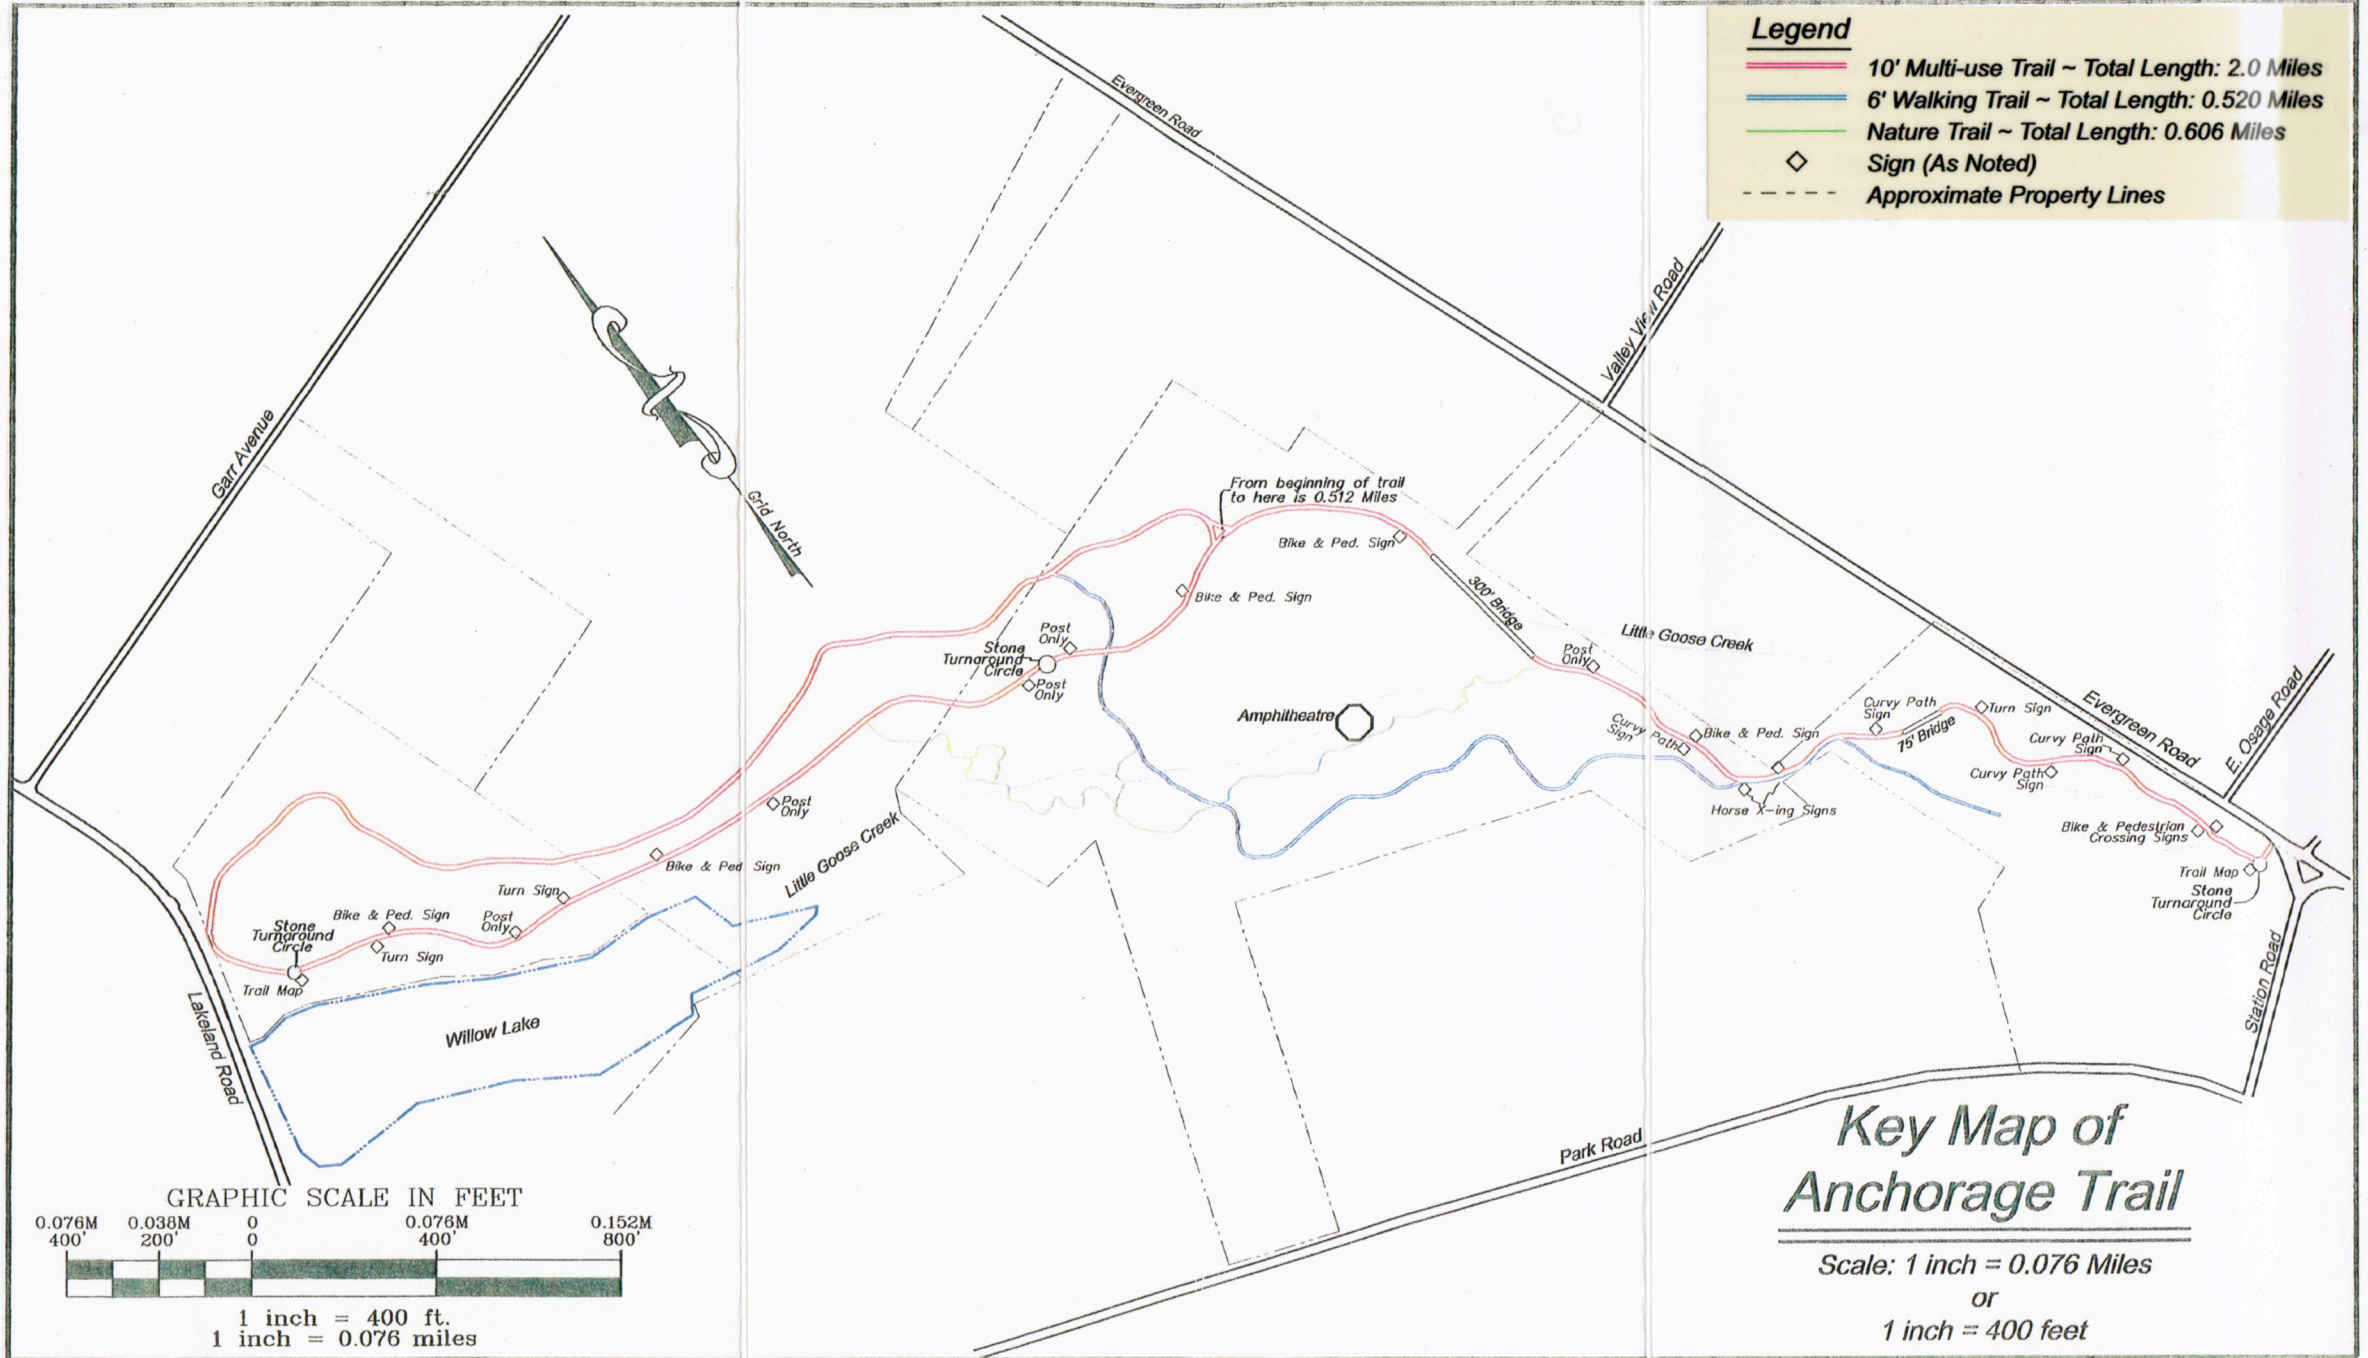 Legend
10' Multi-use Trail ~ Total Length: 2.0 Miles
6' Walking Trail ~ Total Length: 0.520 Miles
Nature Trail ~ Total Length: 0.606 Miles
Sign (As Noted)
Approximate Property Lines
Evergreen Road
Valley View Road
Garr Avenue
Grid North
From beginning of trail
to here is 0.512 Miles
Bike & Ped. Sign
300' Bridge
Bike & Ped. Sign
Post
Only
Stone
Turnaround
Circle
Post
Only
Little Goose Creek
Post
Only
Amphitheatre
Curvy Path
Sign
Bike & Ped. Sign
Curvy Path
Sign
75' Bridge
Turn Sign
Evergreen Road
E. Osage Road
Curvy Path
Sign
Curvy Path
Sign
Horse X-ing Signs
Bike & Pedestrian
Crossing Signs
Trail Map
Stone
Turnaround
Circle
Station Road
Post
Only
Little Goose Creek
Bike & Ped Sign
Turn Sign
Bike & Ped. Sign
Post
Only
Stone
Turnaround
Circle
Turn Sign
Trail Map
Lakeland Road
Willow Lake
Park Road
Key Map of
Anchorage Trail
Scale: 1 inch = 0.076 Miles
or
1 inch = 400 feet
GRAPHIC SCALE IN FEET
0.076M 0.038M 0 0.076M 0.152M
400' 200' 0 400' 800'
1 inch = 400 ft.
1 inch = 0.076 miles